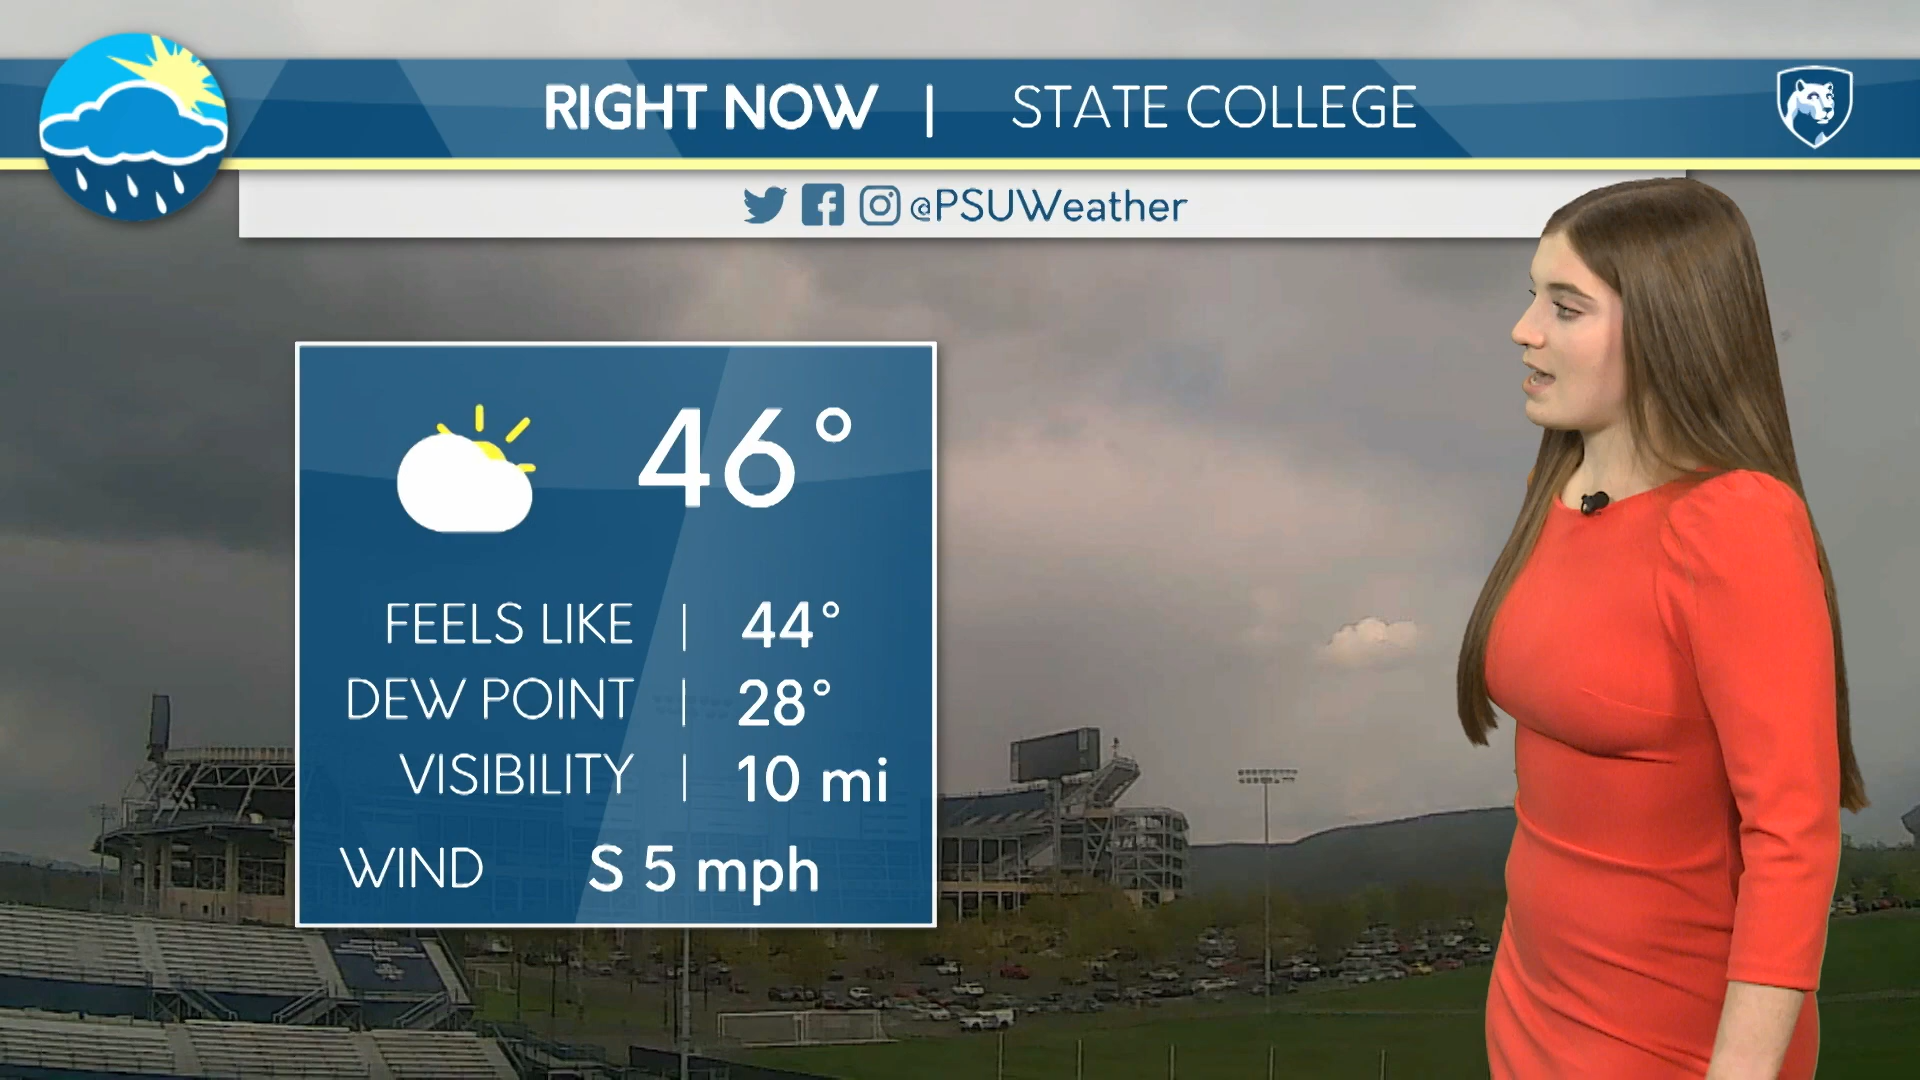 RIGHT NOW | STATE COLLEGE
@PSUWeather
46°
FEELS LIKE | 44°
DEW POINT | 28°
VISIBILITY | 10 mi
WIND S 5 mph